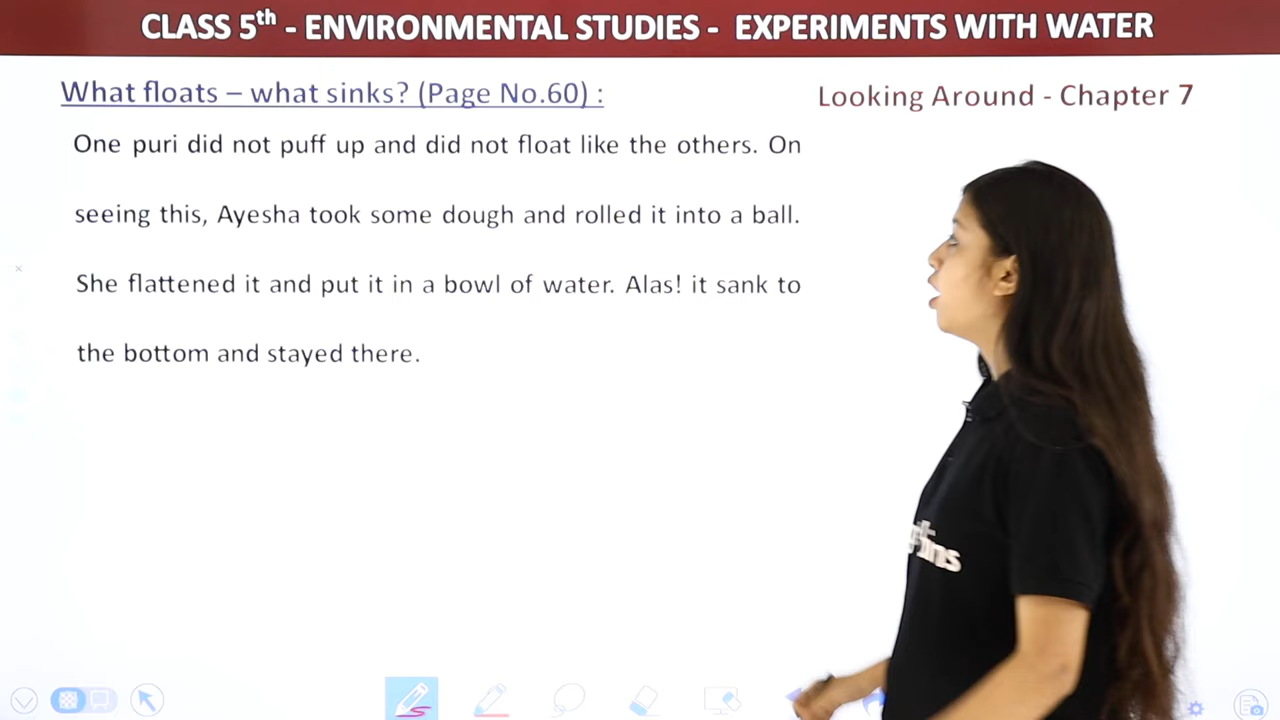 CLASS 5th - ENVIRONMENTAL STUDIES - EXPERIMENTS WITH WATER
What floats – what sinks? (Page No.60) :
Looking Around - Chapter 7
One puri did not puff up and did not float like the others. On
seeing this, Ayesha took some dough and rolled it into a ball.
She flattened it and put it in a bowl of water. Alas! it sank to
the bottom and stayed there.